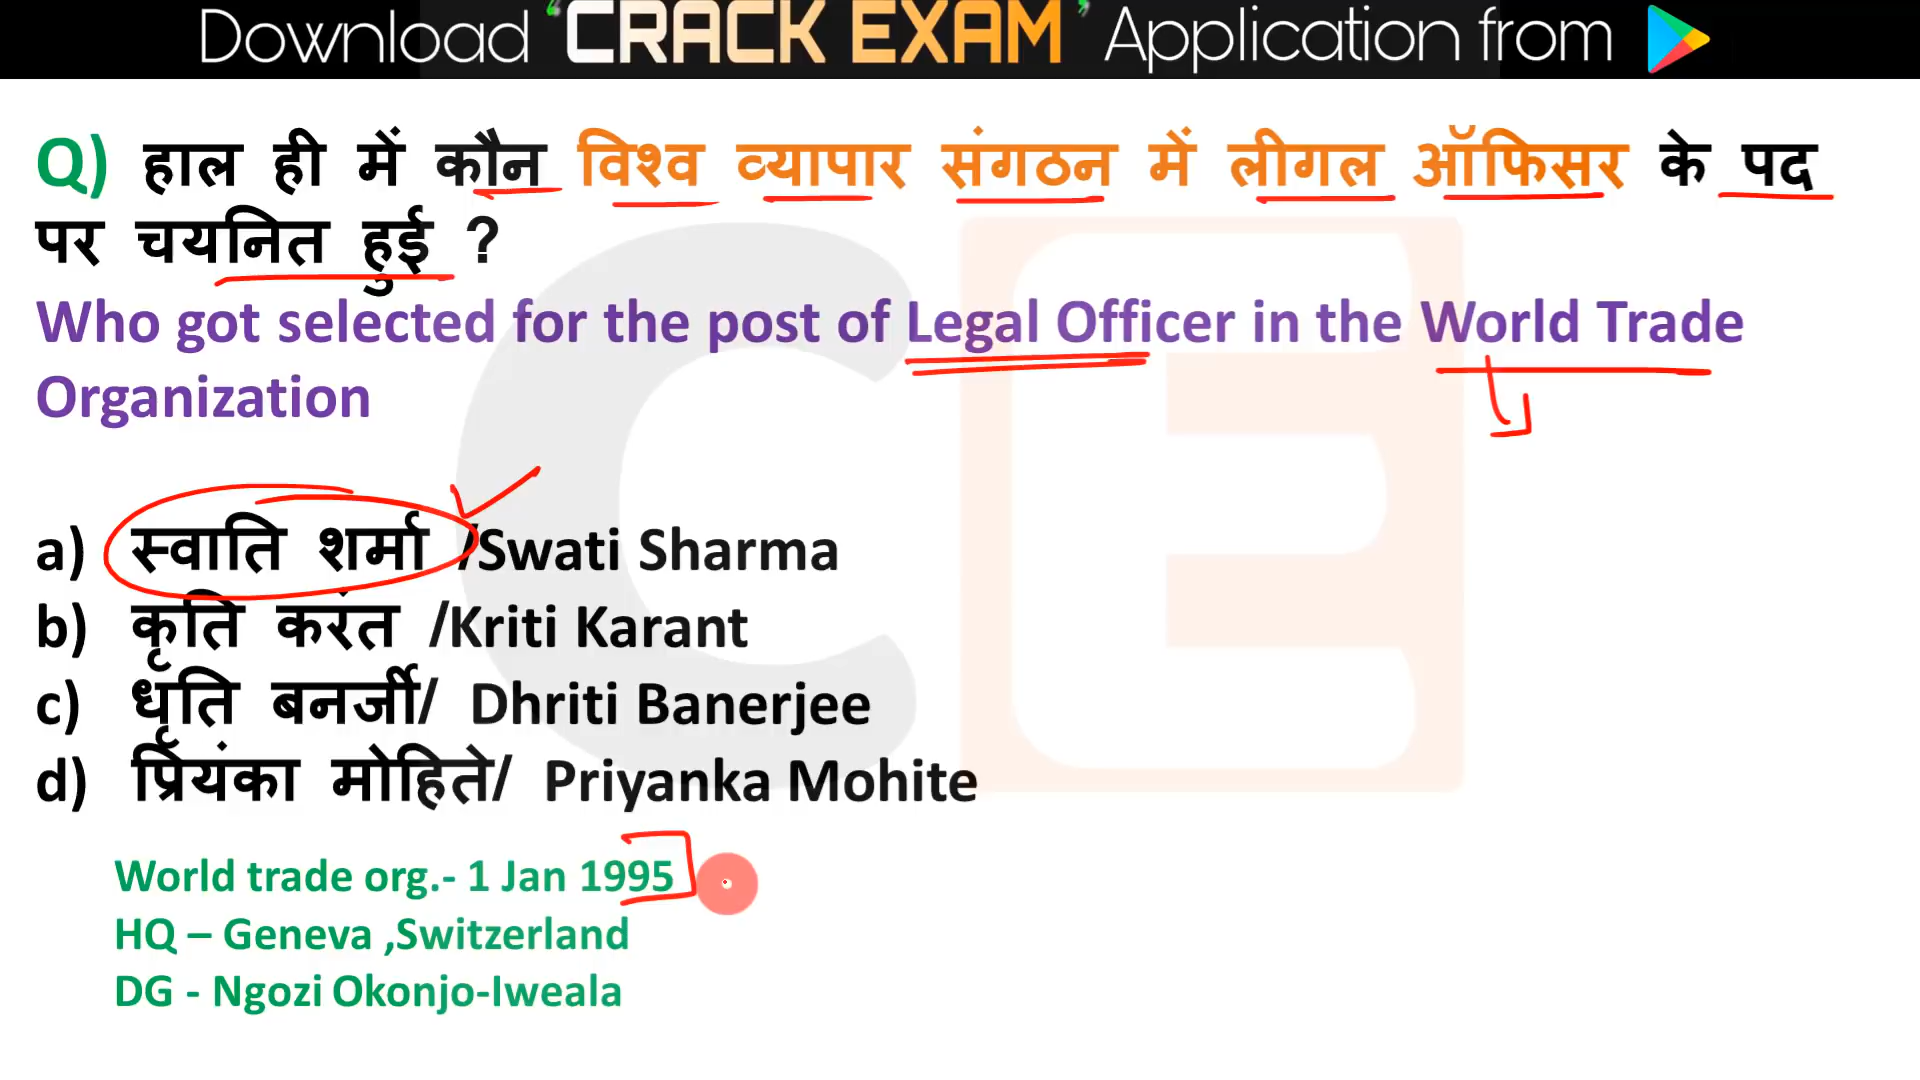 Download 'CRACK EXAM' Application from
Q) हाल ही में कौन विश्व व्यापार संगठन में लीगल ऑफिसर के पद
पर चयनित हुई ?
Who got selected for the post of Legal Officer in the World Trade
Organization
a) स्वाति शर्मा /Swati Sharma
b) कृति करंत /Kriti Karant
c) धृति बनर्जी/ Dhriti Banerjee
d) प्रियंका मोहिते/ Priyanka Mohite
World trade org.- 1 Jan 1995
HQ – Geneva ,Switzerland
DG - Ngozi Okonjo-Iweala
CE